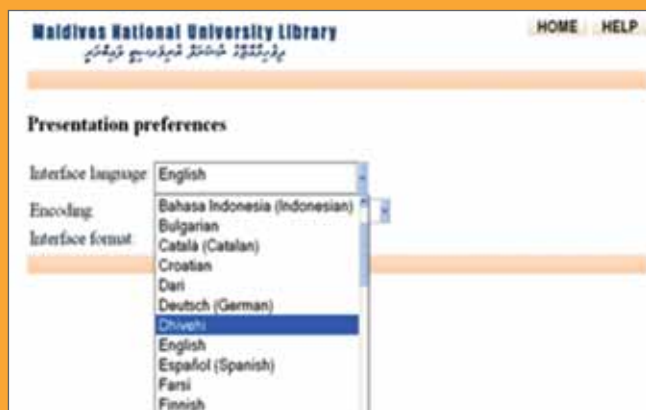 Maldives National University Library
HOME HELP
ދިވެހިރާއްޖޭގެ ޤައުމީ ޔުނިވަރސިޓީ ލައިބްރަރީ
Presentation preferences
Interface language English
Encoding
Interface format
Bahasa Indonesia (Indonesian)
Bulgarian
Català (Catalan)
Croatian
Dari
Deutsch (German)
Dhivehi
English
Español (Spanish)
Farsi
Finnish